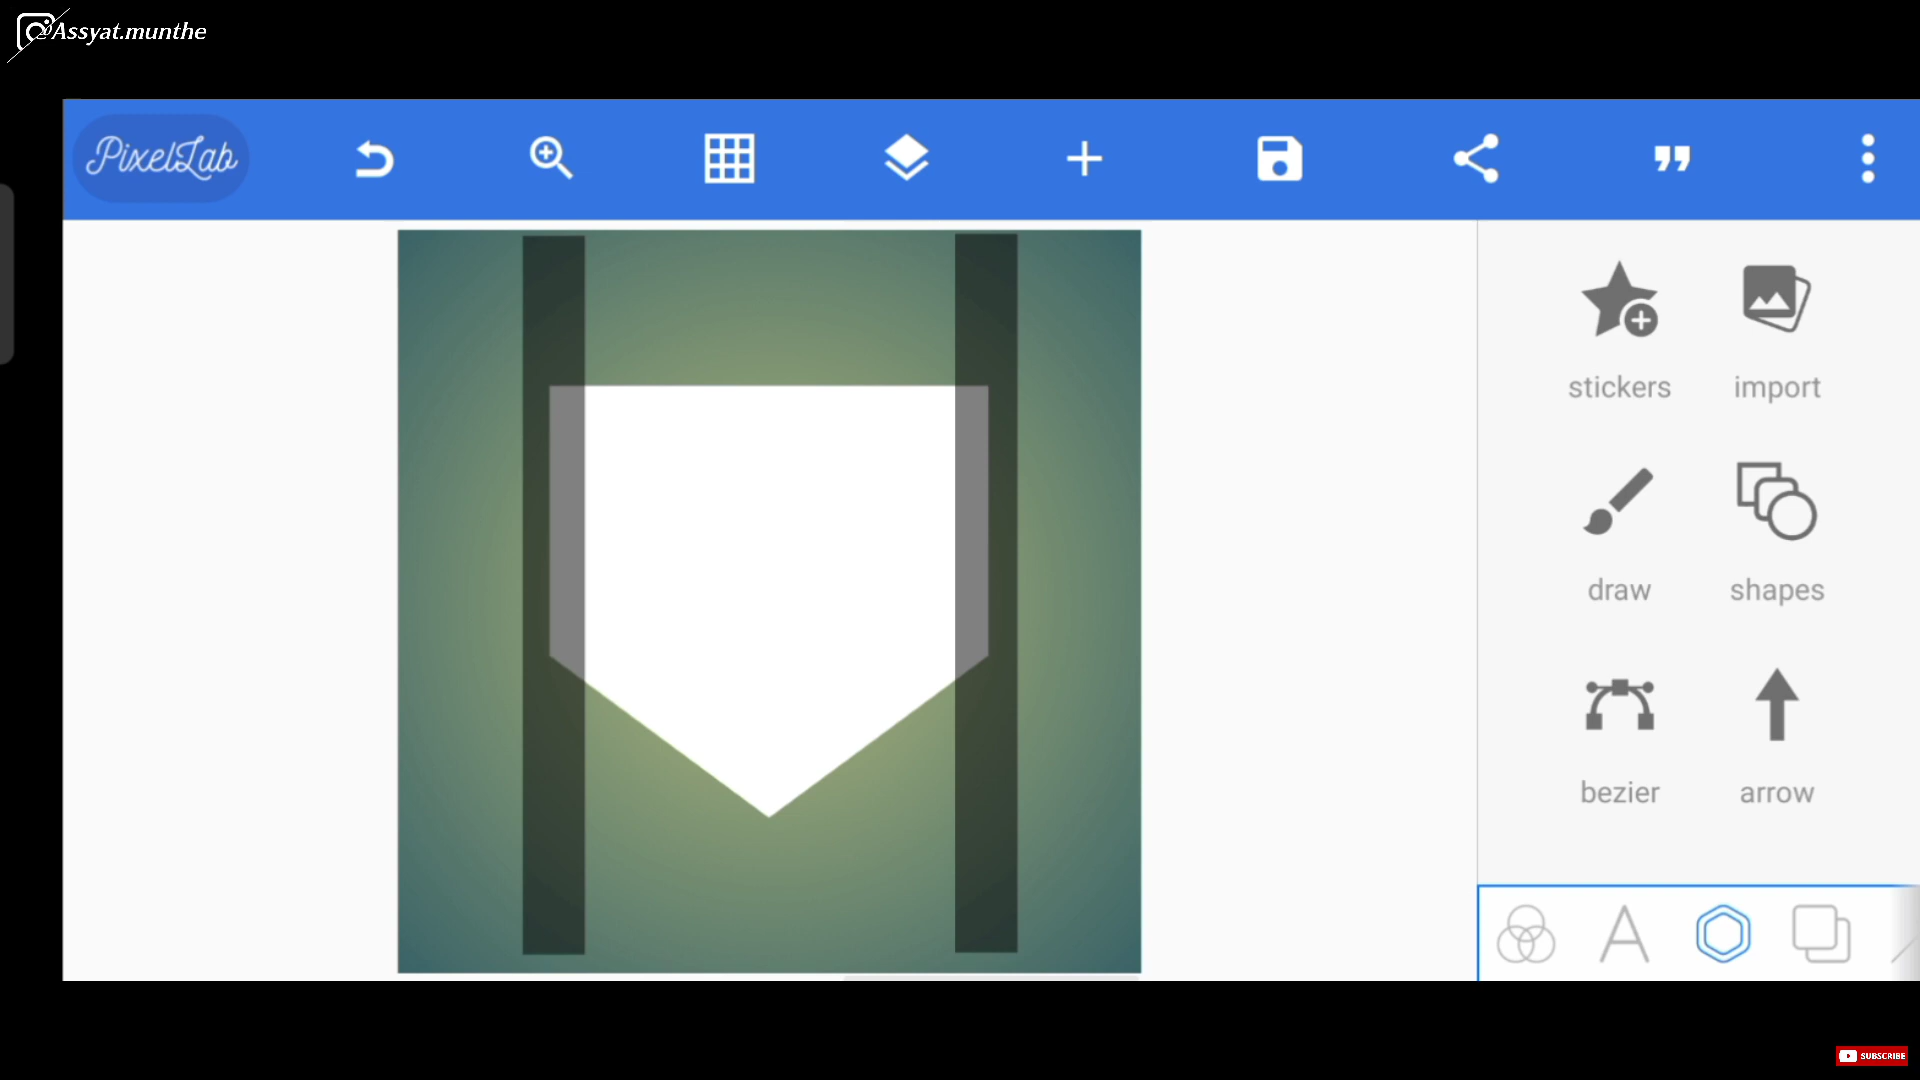 @Assyat.munthe
PixelLab
stickers
import
draw
shapes
bezier
arrow
SUBSCRIBE